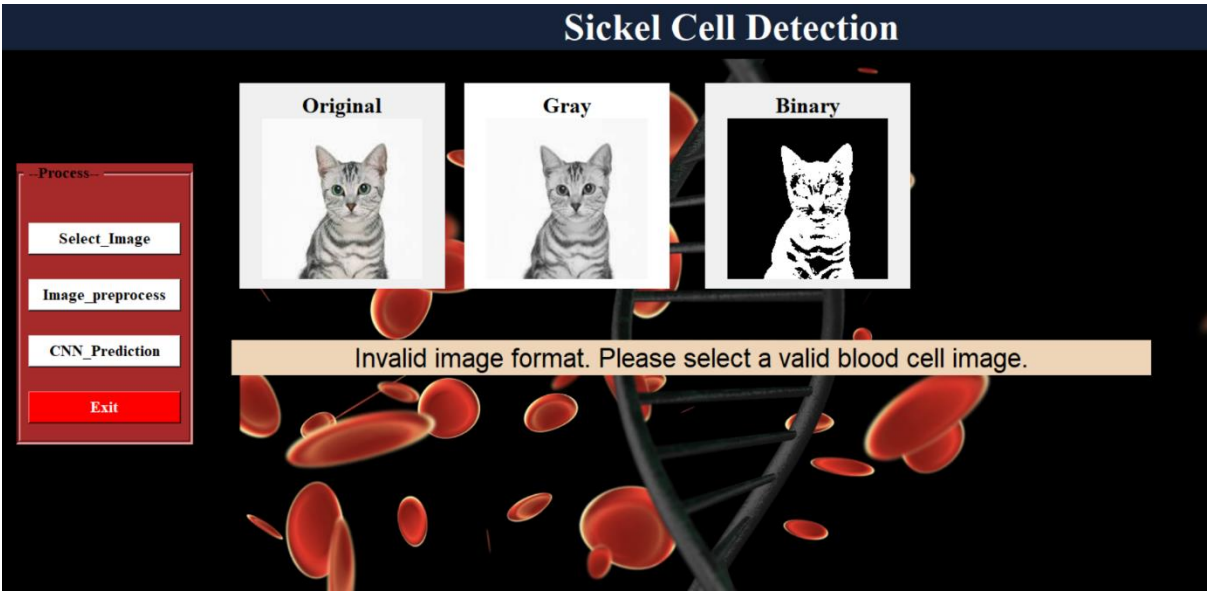 Sickel Cell Detection
Original
Gray
Binary
--Process--
Select_Image
Image_preprocess
CNN_Prediction
Exit
Invalid image format. Please select a valid blood cell image.